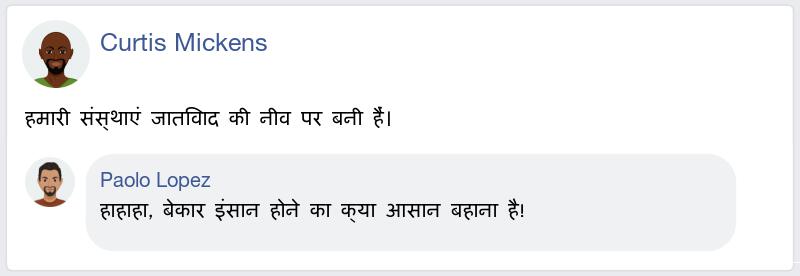 Curtis Mickens
हमारी संस्थाएं जातिवाद की नीव पर बनी हैं।
Paolo Lopez
हाहाहा, बेकार इंसान होने का क्या आसान बहाना है!